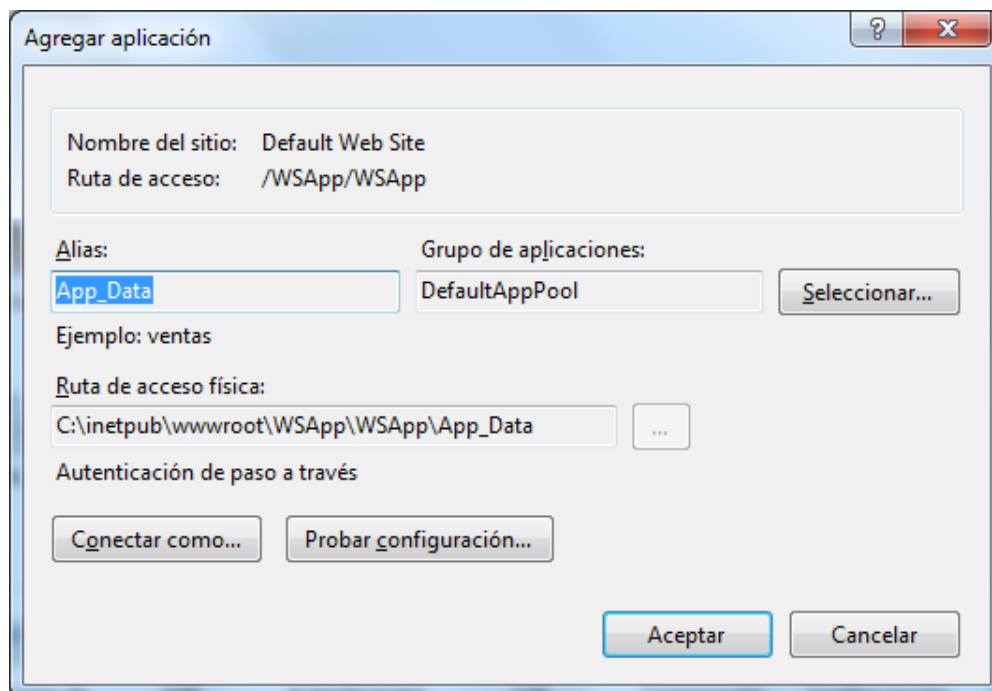 Agregar aplicación
Nombre del sitio: Default Web Site
Ruta de acceso: /WSApp/WSApp
Alias: Grupo de aplicaciones:
App_Data DefaultAppPool Seleccionar...
Ejemplo: ventas
Ruta de acceso física:
C:\inetpub\wwwroot\WSApp\WSApp\App_Data ...
Autenticación de paso a través
Conectar como... Probar configuración...
Aceptar Cancelar